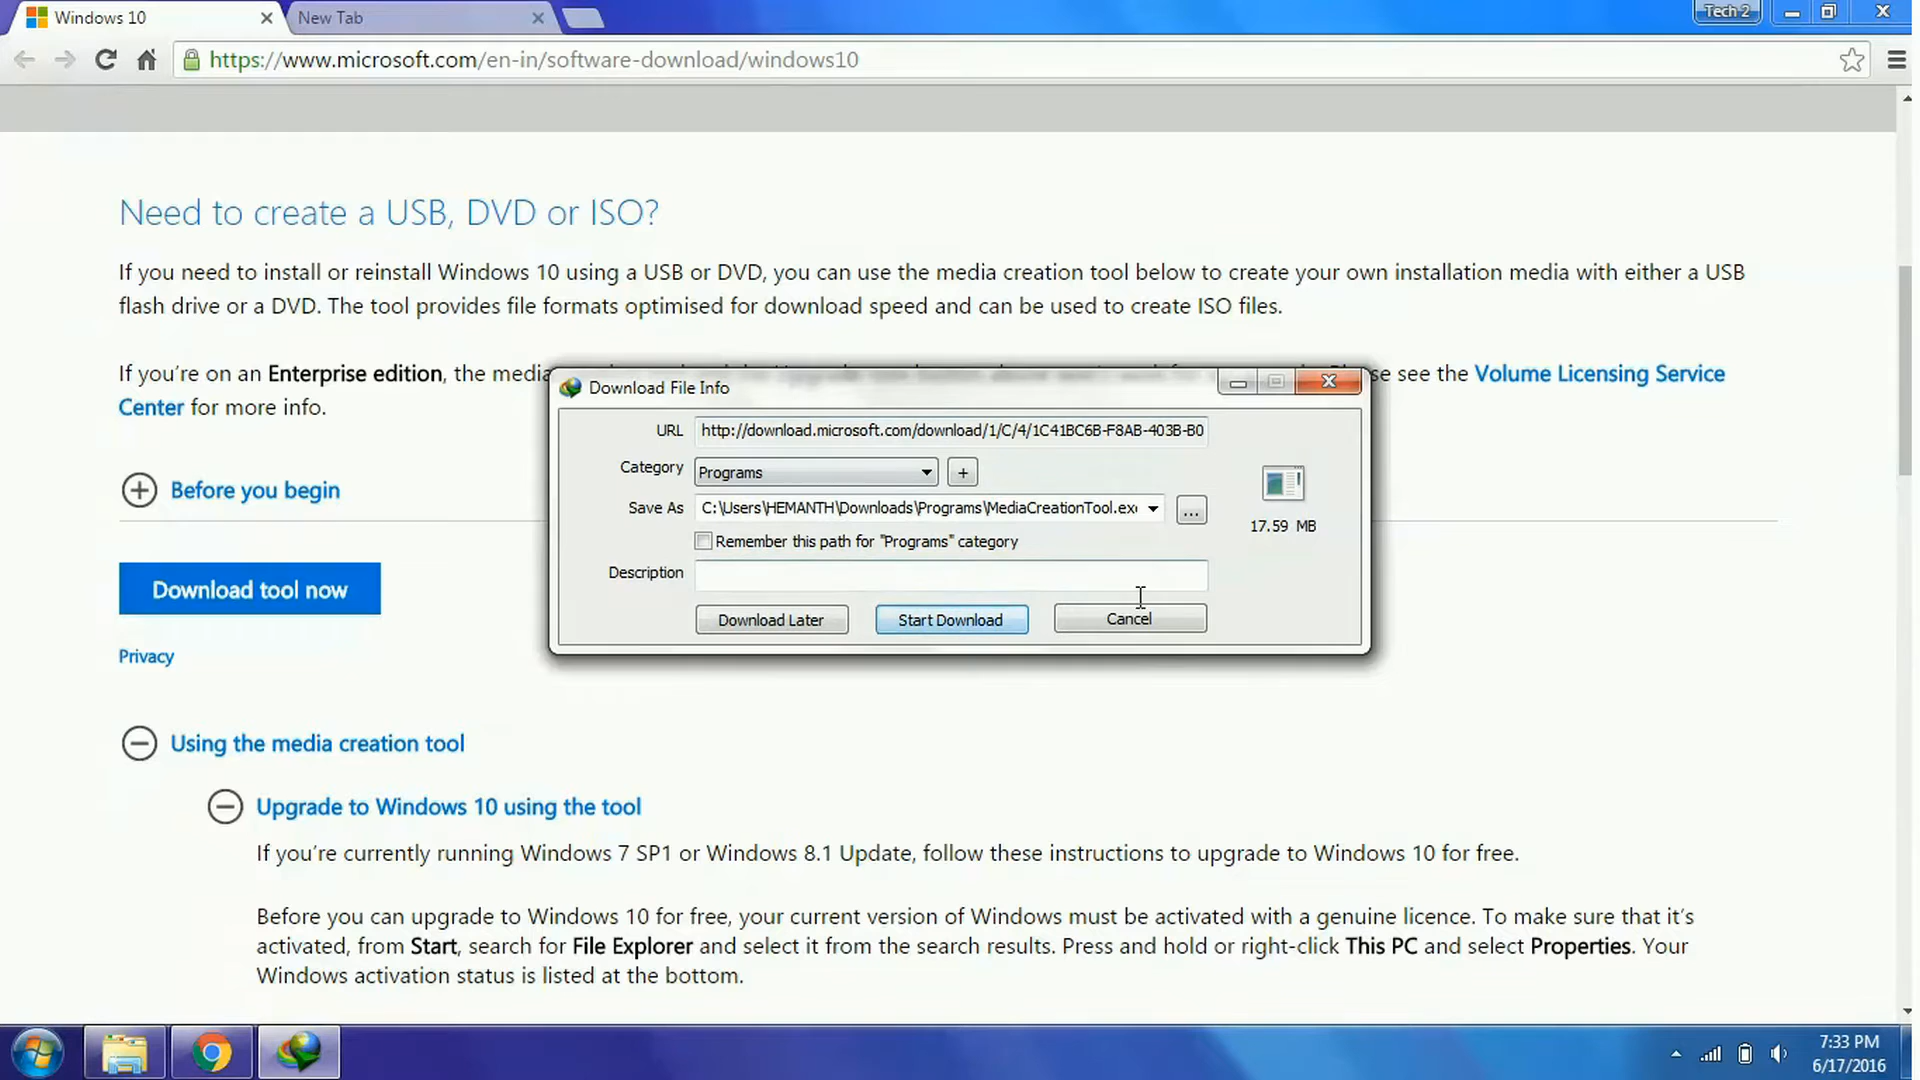 Windows 10
New Tab
Tech 2
https://www.microsoft.com/en-in/software-download/windows10
Need to create a USB, DVD or ISO?
If you need to install or reinstall Windows 10 using a USB or DVD, you can use the media creation tool below to create your own installation media with either a USB
flash drive or a DVD. The tool provides file formats optimised for download speed and can be used to create ISO files.
If you're on an Enterprise edition, the media see the Volume Licensing Service
Center for more info.
Download File Info
URL http://download.microsoft.com/download/1/C/4/1C41BC6B-F8AB-403B-B0
Category Programs +
Save As C:\Users\HEMANTH\Downloads\Programs\MediaCreationTool.exe ...
17.59 MB
Remember this path for "Programs" category
Description
Download Later Start Download Cancel
Before you begin
Download tool now
Privacy
Using the media creation tool
Upgrade to Windows 10 using the tool
If you're currently running Windows 7 SP1 or Windows 8.1 Update, follow these instructions to upgrade to Windows 10 for free.
Before you can upgrade to Windows 10 for free, your current version of Windows must be activated with a genuine licence. To make sure that it's
activated, from Start, search for File Explorer and select it from the search results. Press and hold or right-click This PC and select Properties. Your
Windows activation status is listed at the bottom.
7:33 PM
6/17/2016